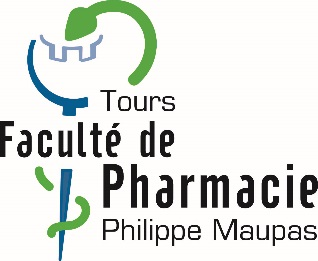 Tours
Faculté de
Pharmacie
Philippe Maupas